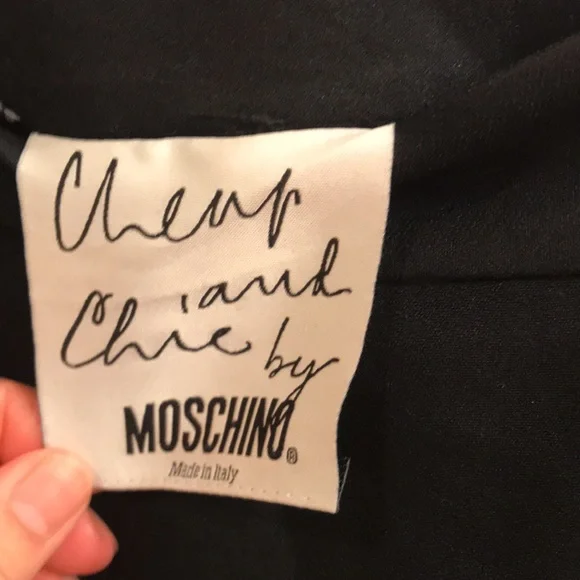 Cheap
and
Chic by
MOSCHINO®
Made in Italy